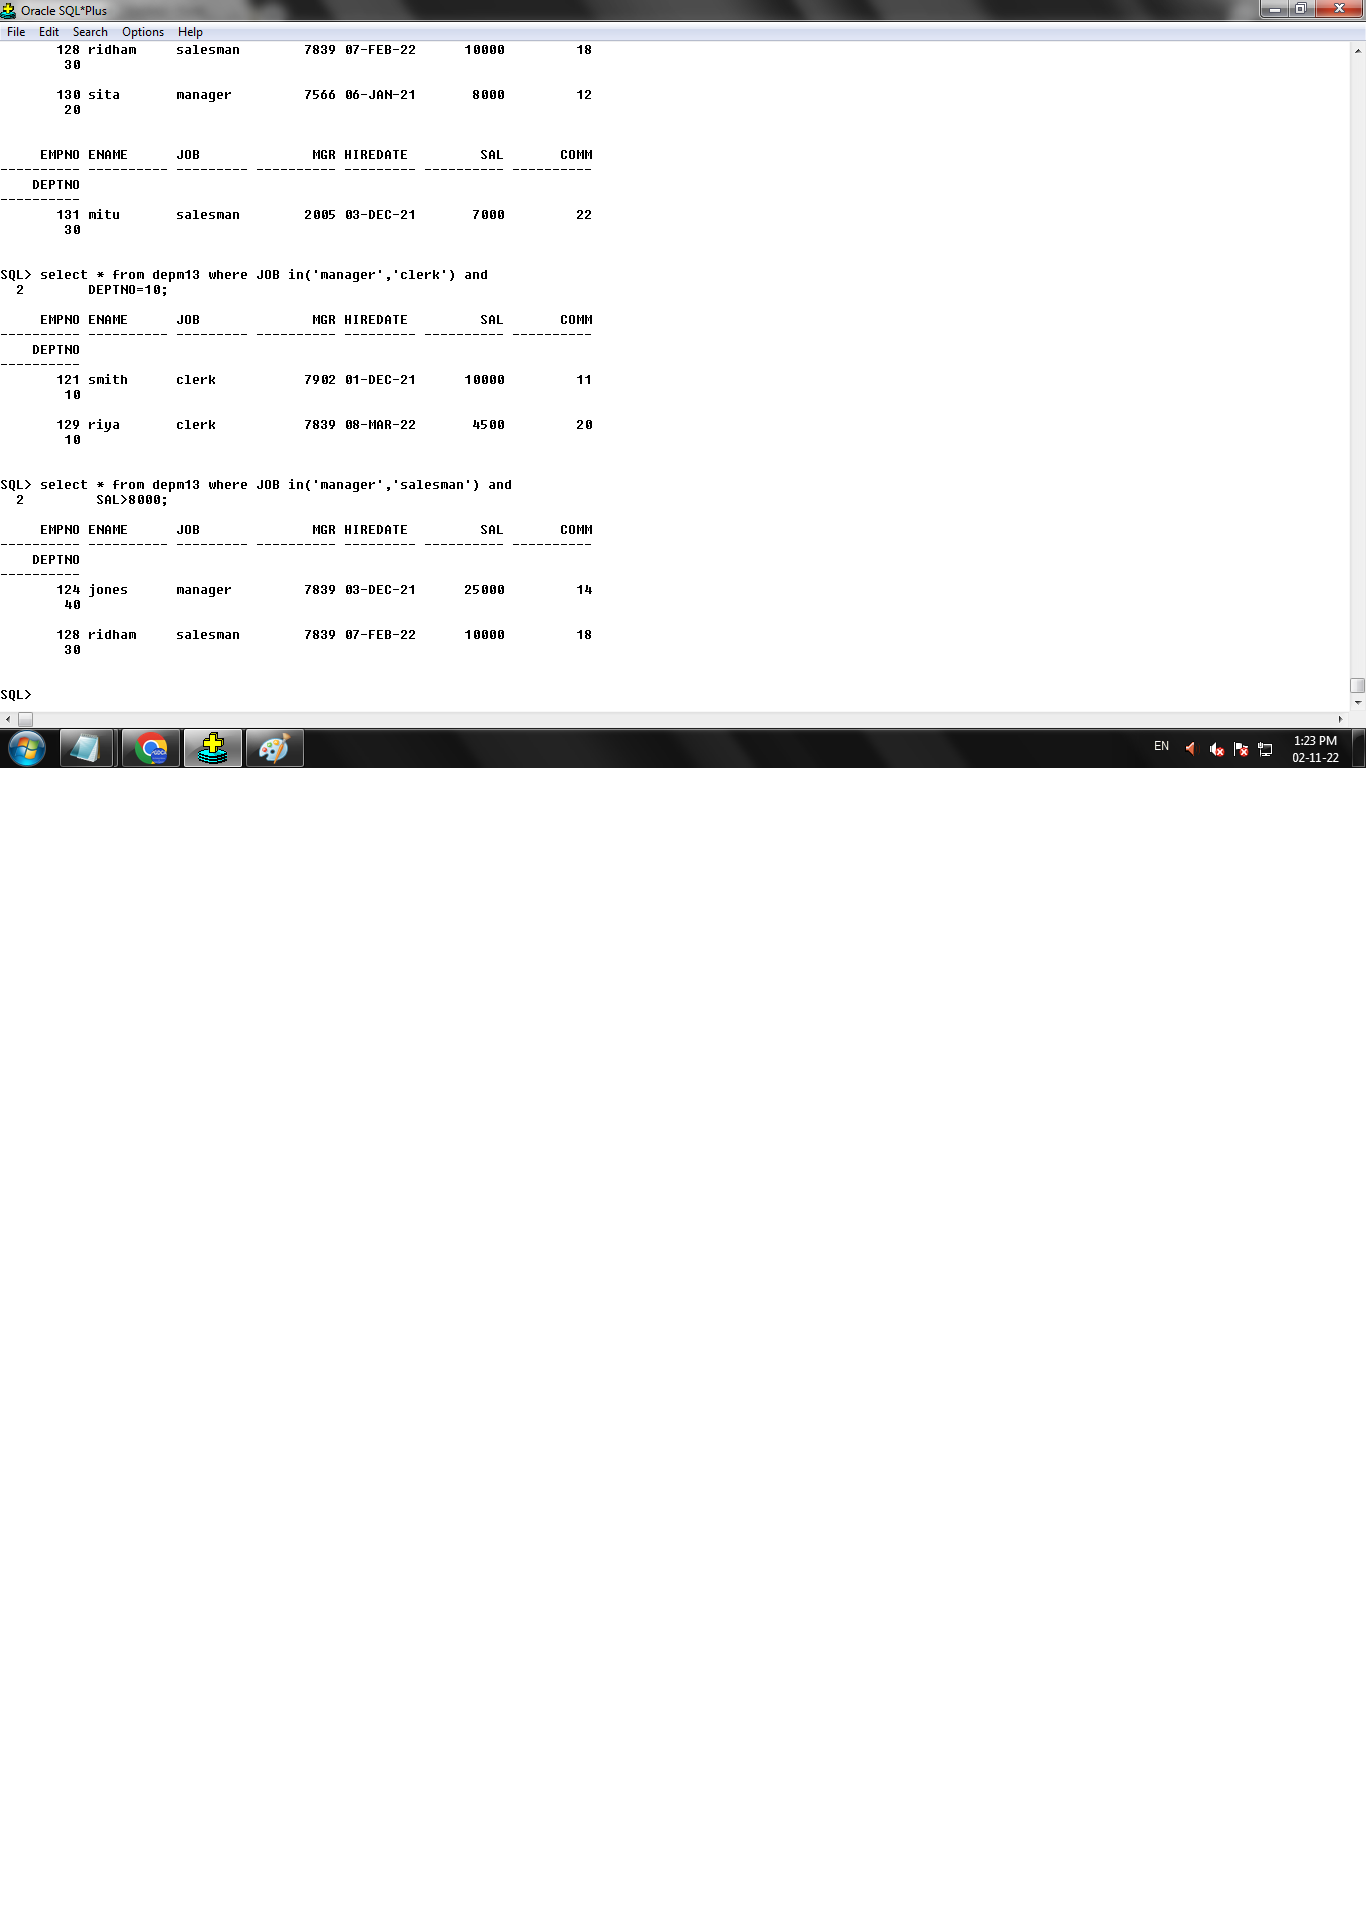 Oracle SQL*Plus
File Edit Search Options Help
128 ridham salesman 7839 07-FEB-22 10000 18
30
130 sita manager 7566 06-JAN-21 8000 12
20
EMPNO ENAME JOB MGR HIREDATE SAL COMM
---------- ---------- --------- ---------- --------- ---------- ----------
DEPTNO
----------
131 mitu salesman 2005 03-DEC-21 7000 22
30
SQL> select * from depm13 where JOB in('manager','clerk') and
2 DEPTNO=10;
EMPNO ENAME JOB MGR HIREDATE SAL COMM
---------- ---------- --------- ---------- --------- ---------- ----------
DEPTNO
----------
121 smith clerk 7902 01-DEC-21 10000 11
10
129 riya clerk 7839 08-MAR-22 4500 20
10
SQL> select * from depm13 where JOB in('manager','salesman') and
2 SAL>8000;
EMPNO ENAME JOB MGR HIREDATE SAL COMM
---------- ---------- --------- ---------- --------- ---------- ----------
DEPTNO
----------
124 jones manager 7839 03-DEC-21 25000 14
40
128 ridham salesman 7839 07-FEB-22 10000 18
30
SQL>
EN 1:23 PM
02-11-22